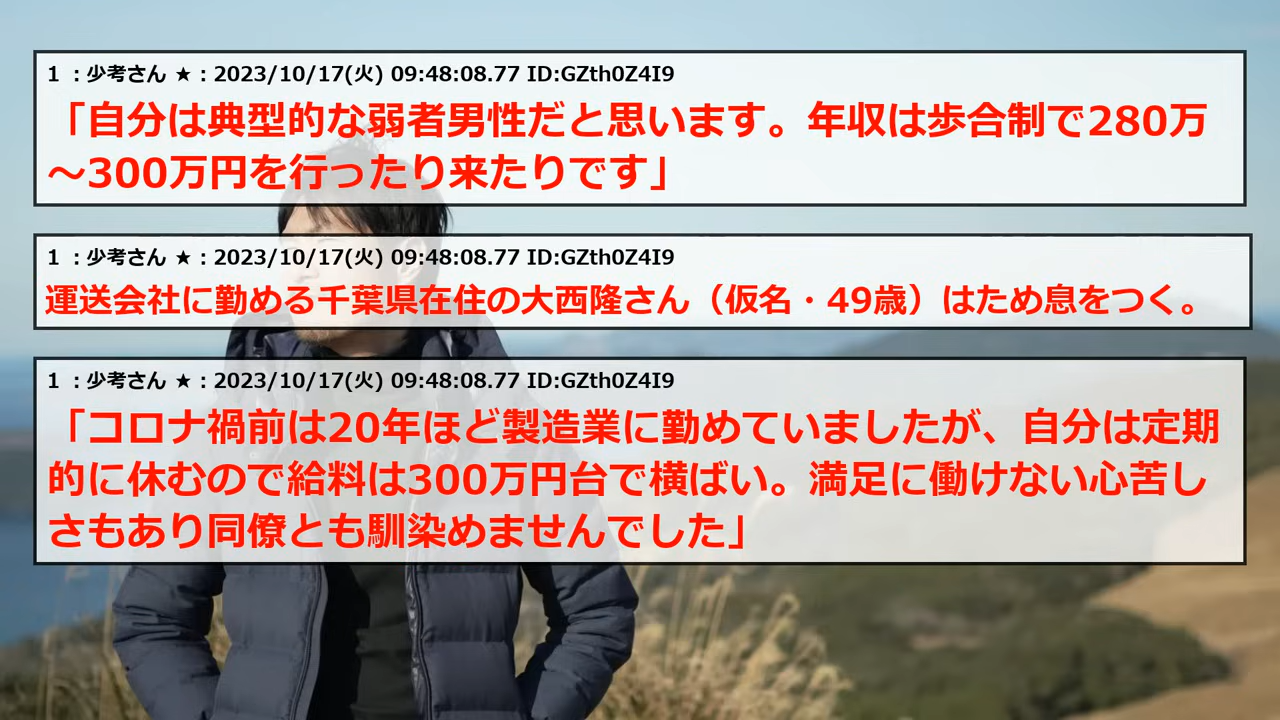 1 ：少考さん ★：2023/10/17(火) 09:48:08.77 ID:GZth0Z4I9
「自分は典型的な弱者男性だと思います。年収は歩合制で280万
～300万円を行ったり来たりです」
1 ：少考さん ★：2023/10/17(火) 09:48:08.77 ID:GZth0Z4I9
運送会社に勤める千葉県在住の大西隆さん（仮名・49歳）はため息をつく。
1 ：少考さん ★：2023/10/17(火) 09:48:08.77 ID:GZth0Z4I9
「コロナ禍前は20年ほど製造業に勤めていましたが、自分は定期
的に休むので給料は300万円台で横ばい。満足に働けない心苦し
さもあり同僚とも馴染めませんでした」